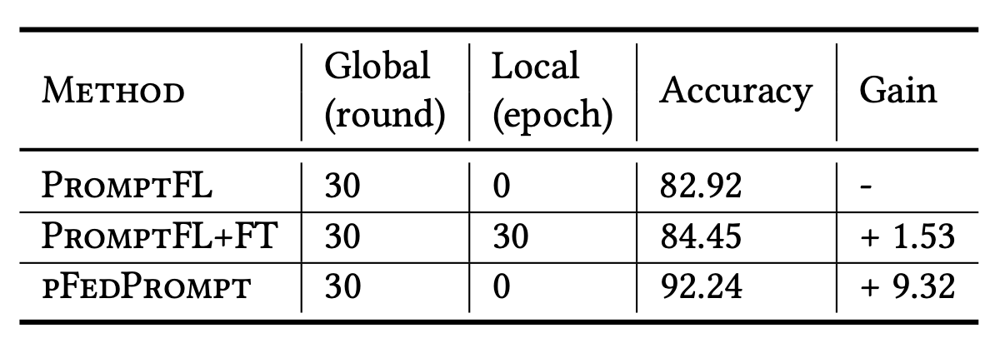 METHOD Global (round) Local (epoch) Accuracy Gain
PROMPTFL 30 0 82.92 -
PROMPTFL+FT 30 30 84.45 + 1.53
PFEDPROMPT 30 0 92.24 + 9.32